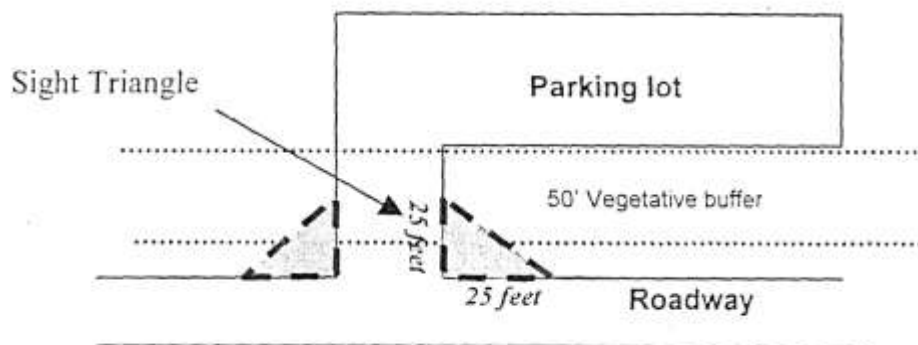 Sight Triangle
Parking lot
50' Vegetative buffer
25 feet
25 feet
Roadway